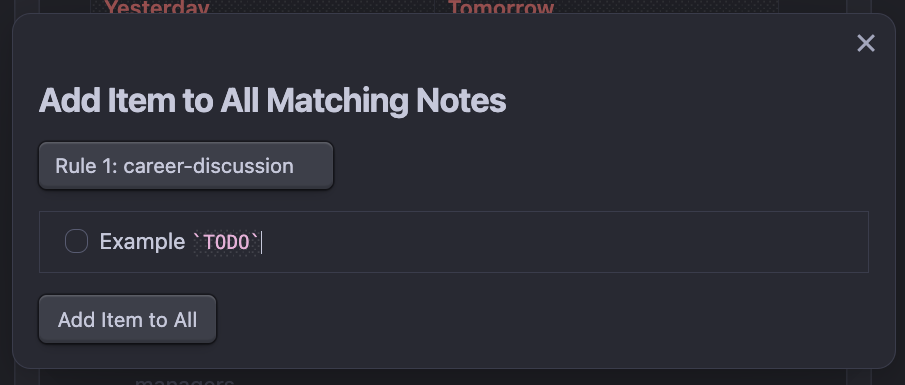 Yesterday Tomorrow
Add Item to All Matching Notes
Rule 1: career-discussion
Example `TODO`
Add Item to All
managers